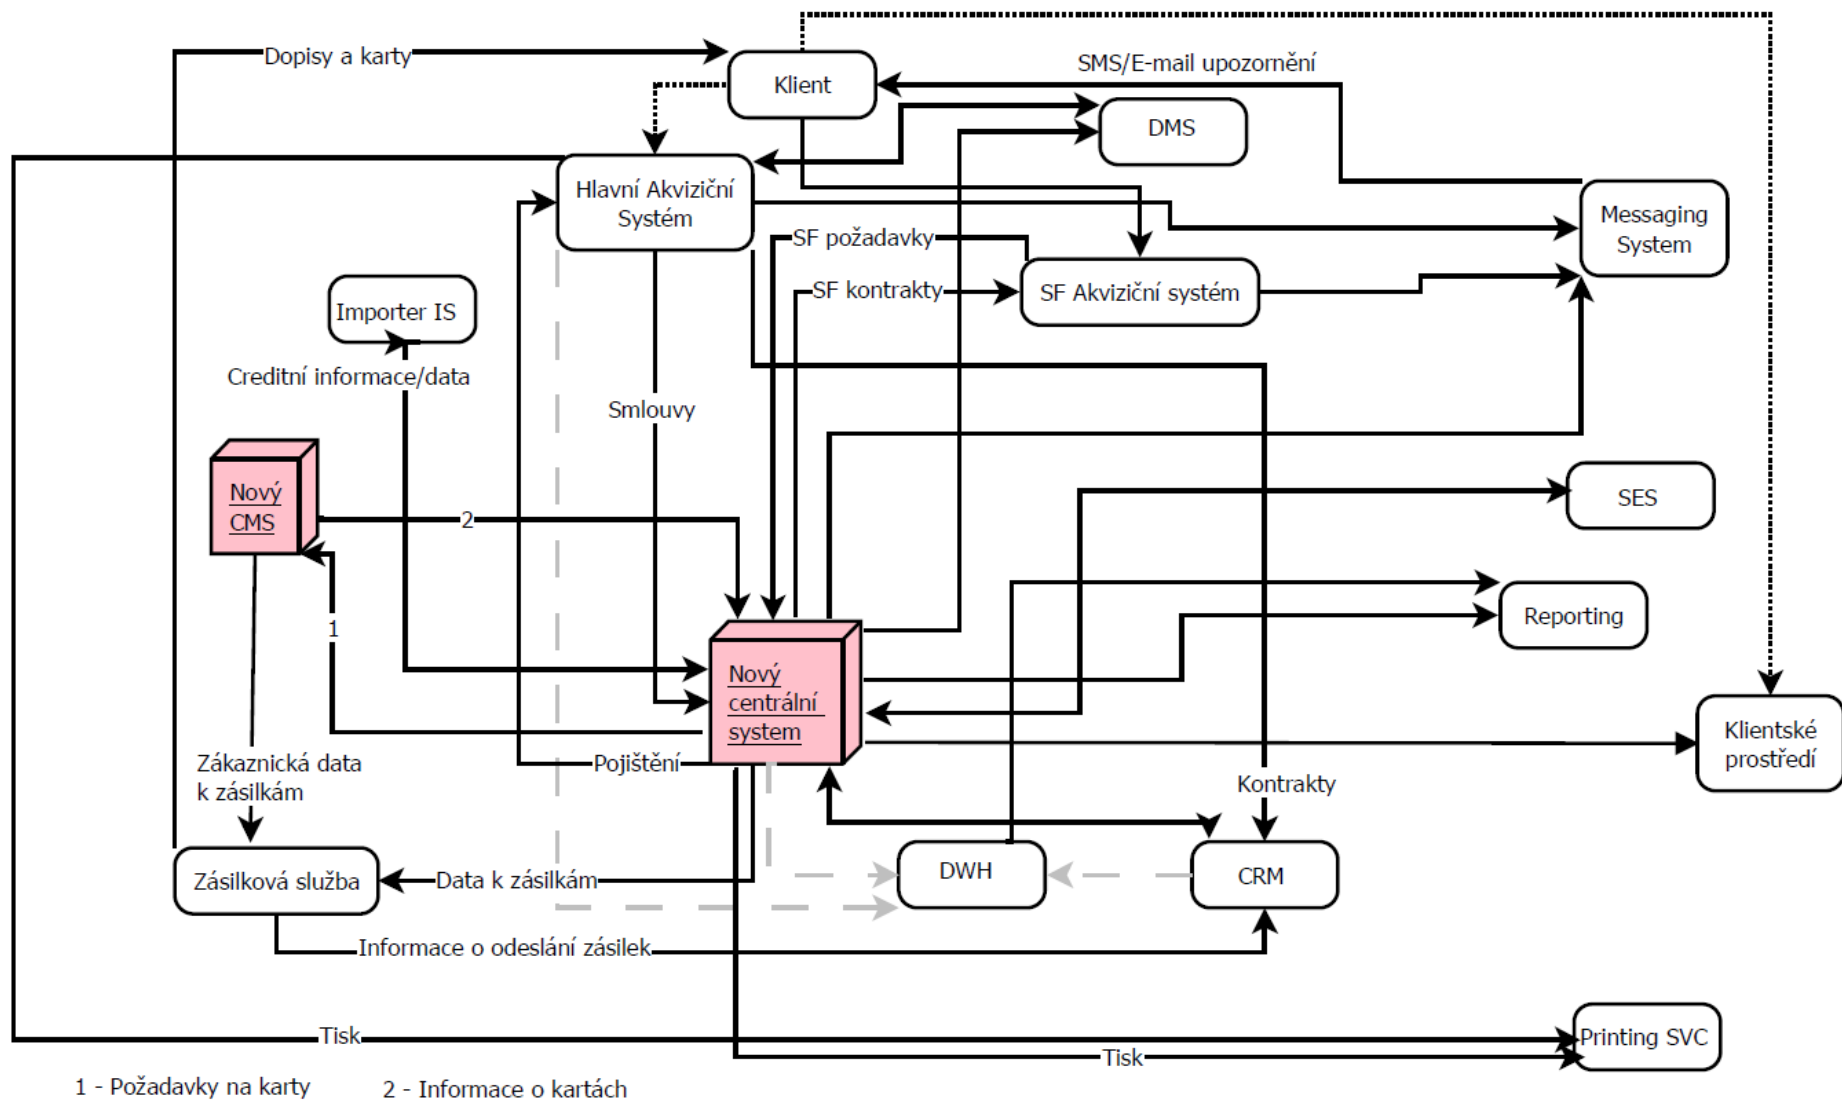 Dopisy a karty
Klient
SMS/E-mail upozornění
DMS
Hlavní Akviziční
Systém
Messaging
System
SF požadavky
SF kontrakty
SF Akviziční systém
Importer IS
Creditní informace/data
Smlouvy
Nový
CMS
2
SES
1
Reporting
Nový
centrální
system
Klientské
prostředí
Zákaznická data
k zásilkám
Pojištění
Kontrakty
Zásilková služba
Data k zásilkám
DWH
CRM
Informace o odeslání zásilek
Tisk
Printing SVC
Tisk
1 - Požadavky na karty
2 - Informace o kartách